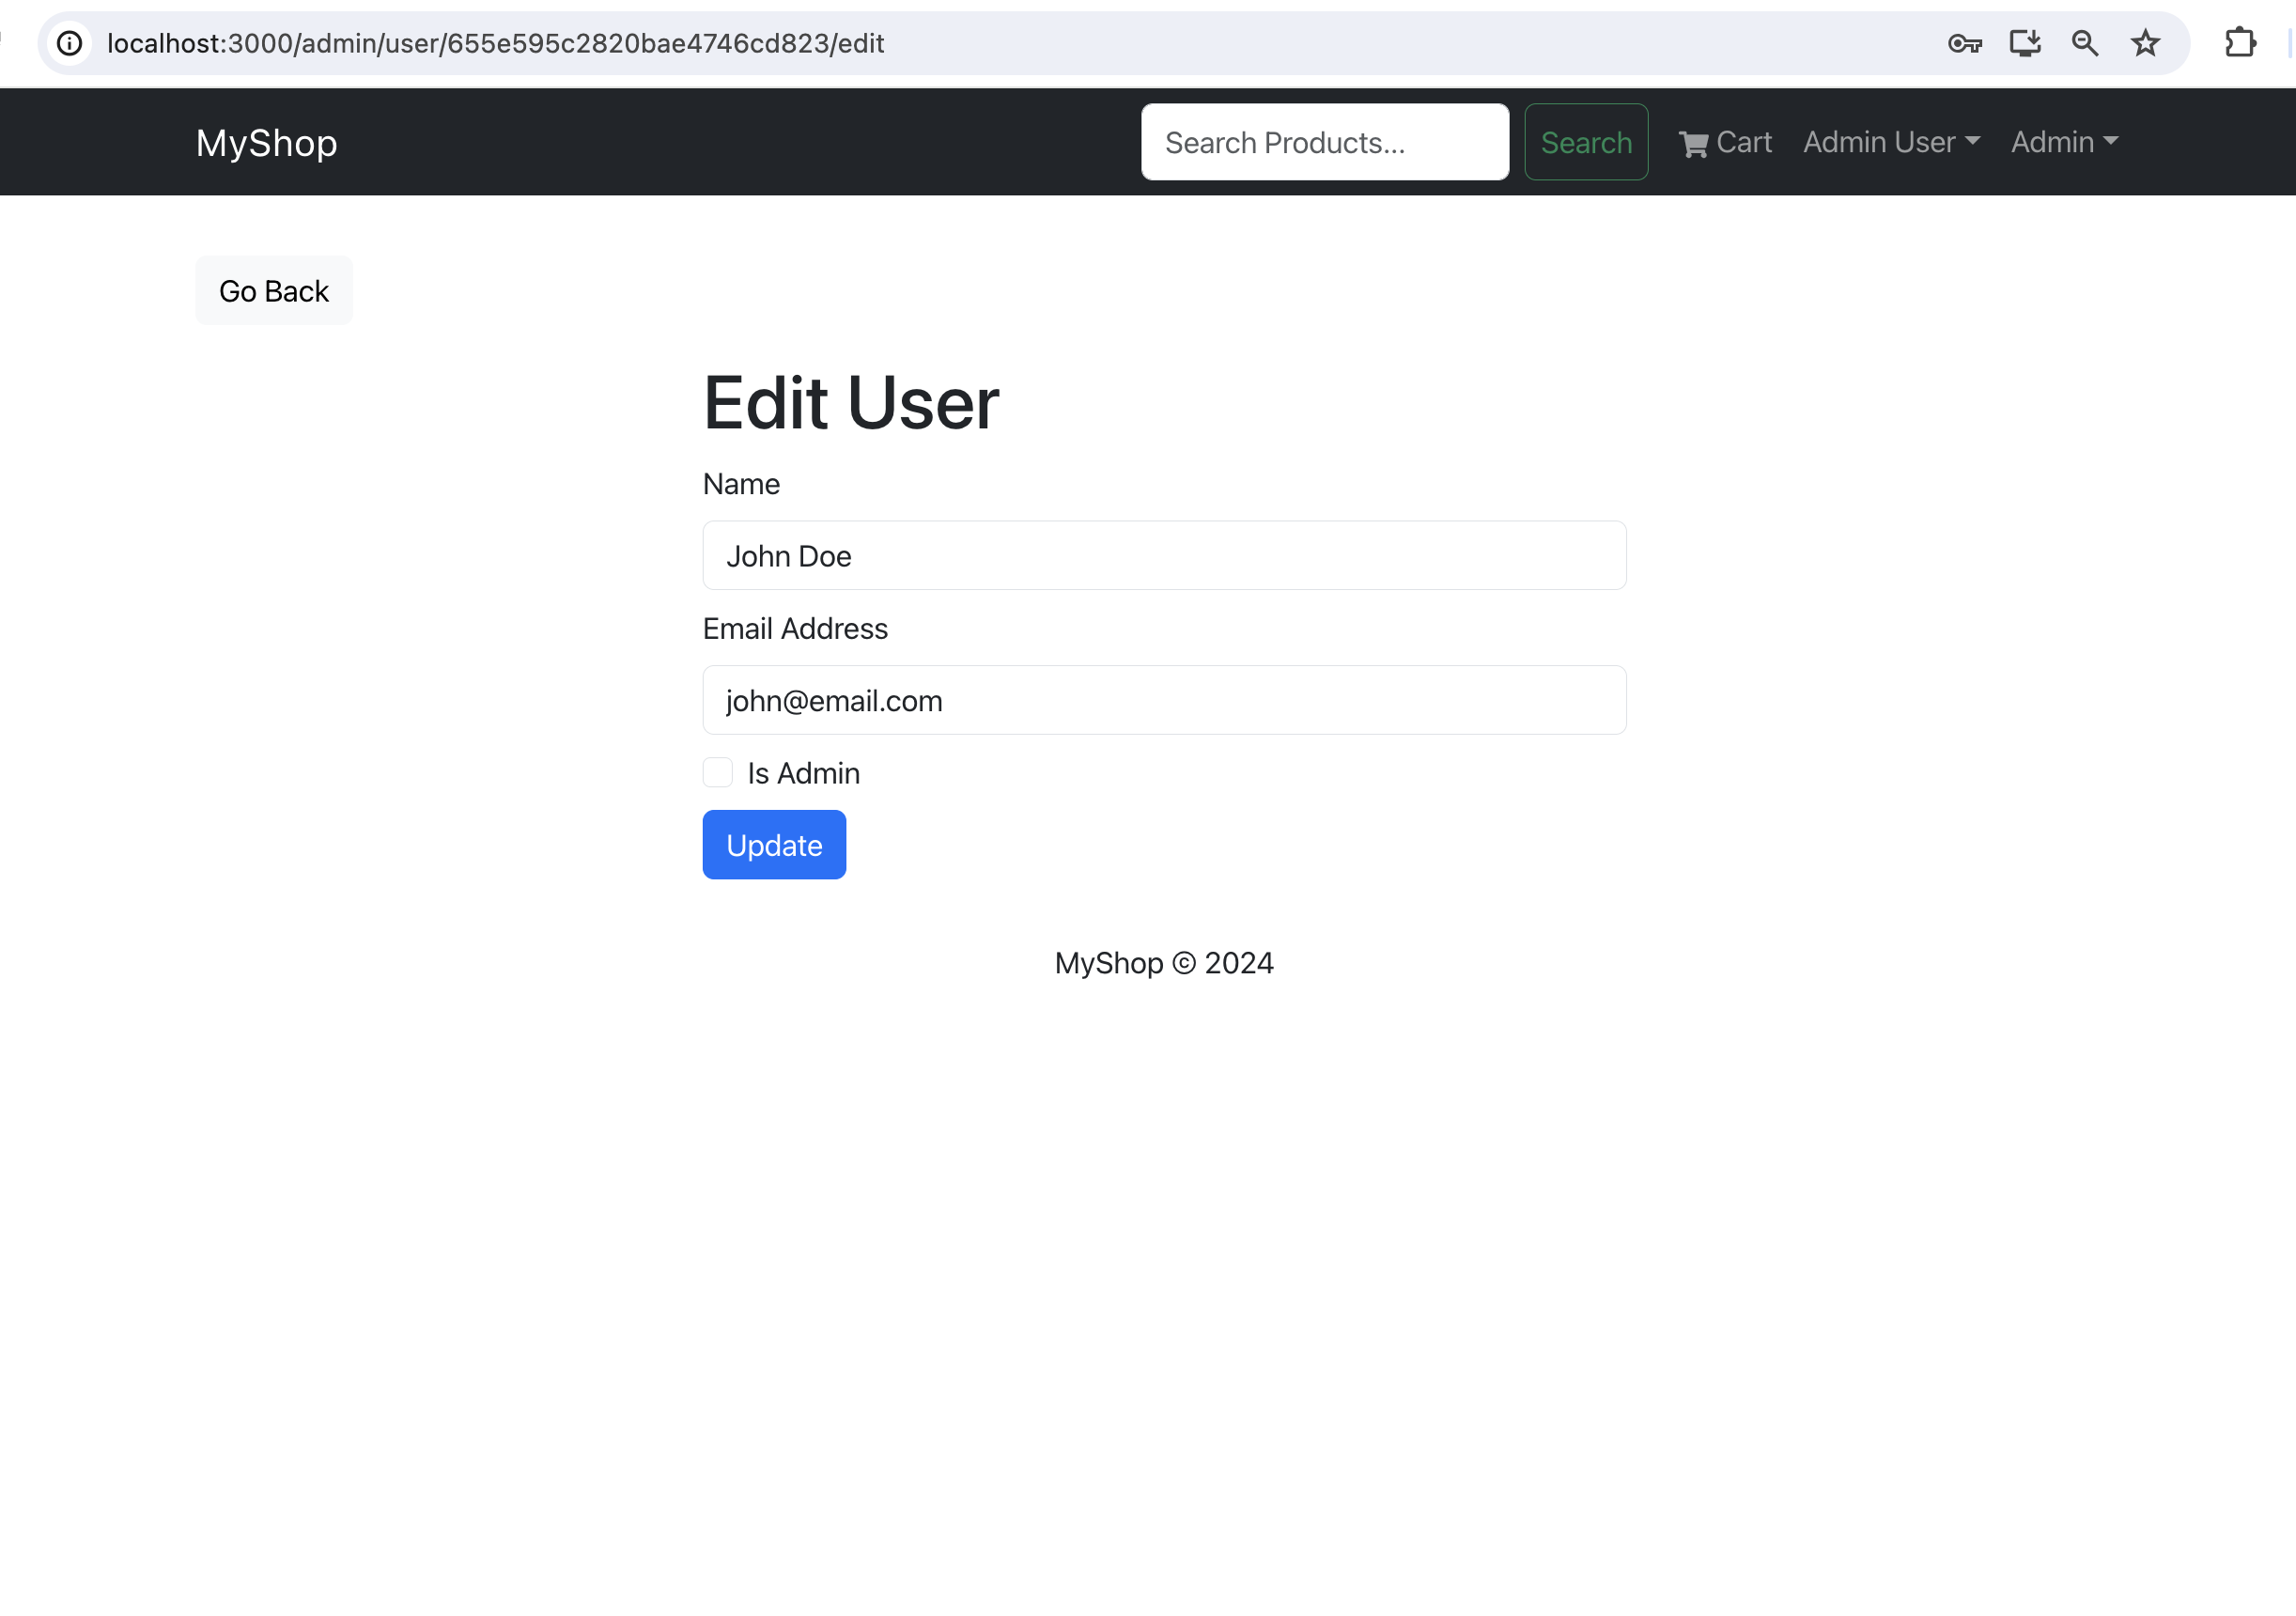 localhost:3000/admin/user/655e595c2820bae4746cd823/edit
MyShop Search Products... Search Cart Admin User Admin
Go Back
Edit User
Name
John Doe
Email Address
john@email.com
Is Admin
Update
MyShop © 2024